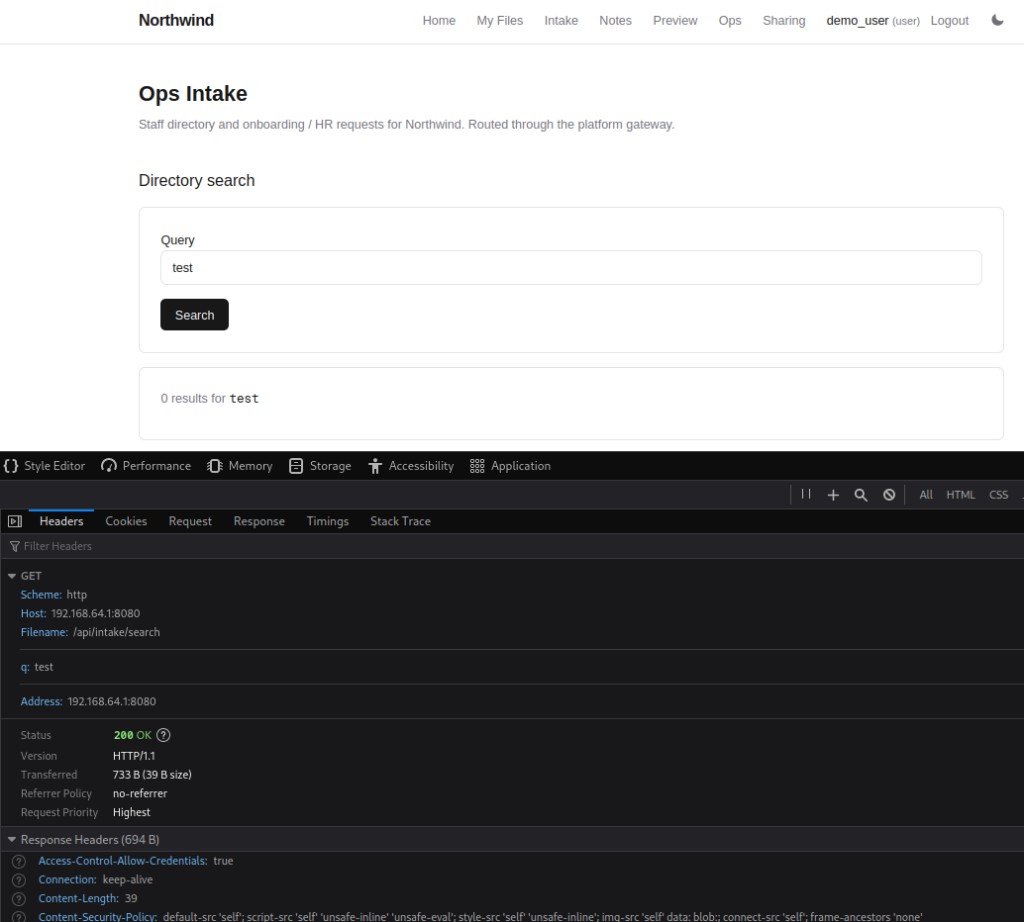 Northwind
Home My Files Intake Notes Preview Ops Sharing demo_user (user) Logout
Ops Intake
Staff directory and onboarding / HR requests for Northwind. Routed through the platform gateway.
Directory search
Query
test
Search
0 results for test
Style Editor Performance Memory Storage Accessibility Application
All HTML CSS
Headers Cookies Request Response Timings Stack Trace
Filter Headers
GET
Scheme: http
Host: 192.168.64.1:8080
Filename: /api/intake/search
q: test
Address: 192.168.64.1:8080
Status 200 OK ?
Version HTTP/1.1
Transferred 733 B (39 B size)
Referrer Policy no-referrer
Request Priority Highest
Response Headers (694 B)
? Access-Control-Allow-Credentials: true
? Connection: keep-alive
? Content-Length: 39
? Content-Security-Policy: default-src 'self'; script-src 'self' 'unsafe-inline' 'unsafe-eval'; style-src 'self' 'unsafe-inline'; img-src 'self' data: blob:; connect-src 'self'; frame-ancestors 'none'